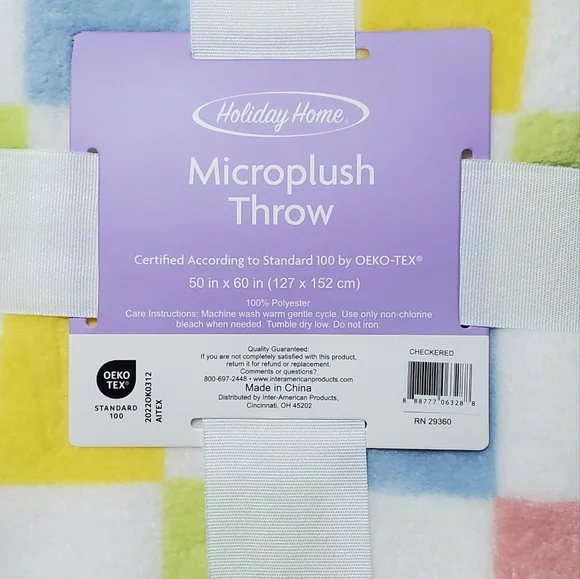 Holiday Home®
Microplush
Throw
Certified According to Standard 100 by OEKO-TEX®
50 in x 60 in (127 x 152 cm)
100% Polyester
Care Instructions: Machine wash warm gentle cycle. Use only non-chlorine
bleach when needed. Tumble dry low. Do not iron.
OEKO
TEX®
STANDARD
100
2022OK0312
AITEX
Quality Guaranteed:
If you are not completely satisfied with this product,
return it for refund or replacement.
Comments or questions?
800-697-2448 • www.interamericanproducts.com
Made in China
Distributed by Inter-American Products,
Cincinnati, OH 45202
CHECKERED
8 88777 06328 8
RN 29360